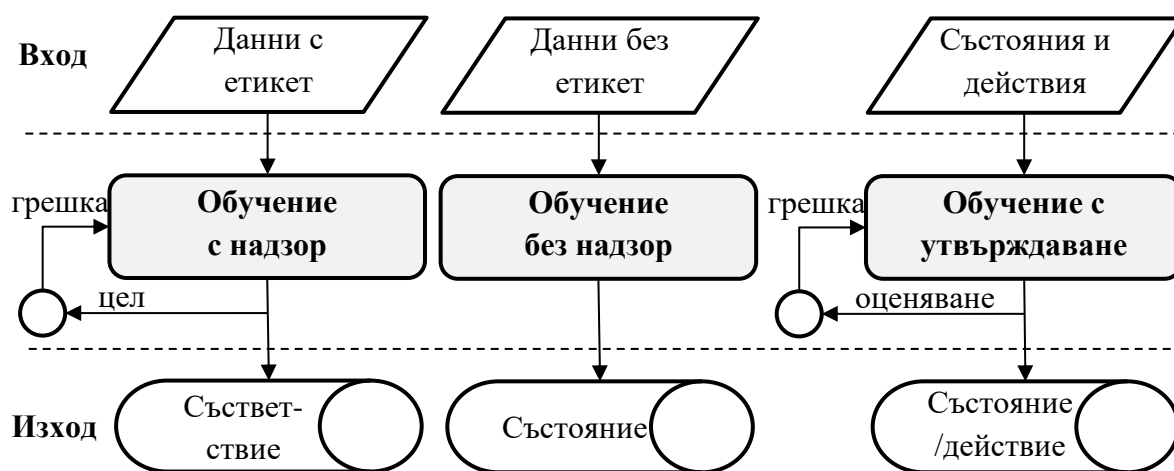 Вход
Данни с
етикет
Данни без
етикет
Състояния и
действия
грешка
Обучение
с надзор
цел
Обучение
без надзор
грешка
Обучение с
утвърждаване
оценяване
Изход
Съствет-
ствие
Състояние
Състояние
/действие